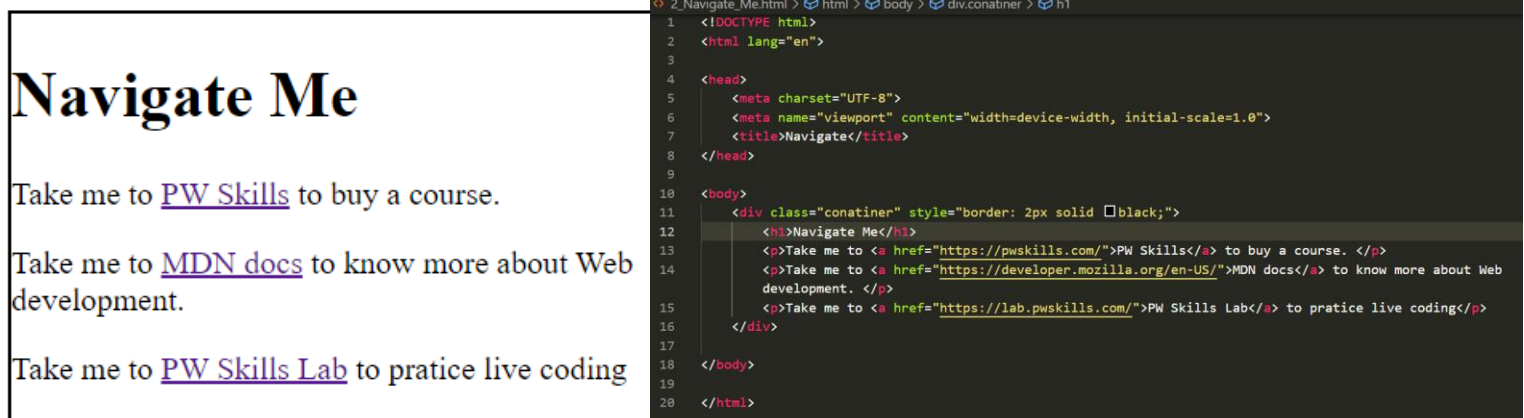 Navigate Me
Take me to PW Skills to buy a course.
Take me to MDN docs to know more about Web
development.
Take me to PW Skills Lab to pratice live coding
2_Navigate_Me.html > html > body > div.conatiner > h1
1 <!DOCTYPE html>
2 <html lang="en">
3
4 <head>
5 <meta charset="UTF-8">
6 <meta name="viewport" content="width=device-width, initial-scale=1.0">
7 <title>Navigate</title>
8 </head>
9
10 <body>
11 <div class="conatiner" style="border: 2px solid black;">
12 <h1>Navigate Me</h1>
13 <p>Take me to <a href="https://pwskills.com/">PW Skills</a> to buy a course. </p>
14 <p>Take me to <a href="https://developer.mozilla.org/en-US/">MDN docs</a> to know more about Web
development. </p>
15 <p>Take me to <a href="https://lab.pwskills.com/">PW Skills Lab</a> to pratice live coding</p>
16 </div>
17
18 </body>
19
20 </html>